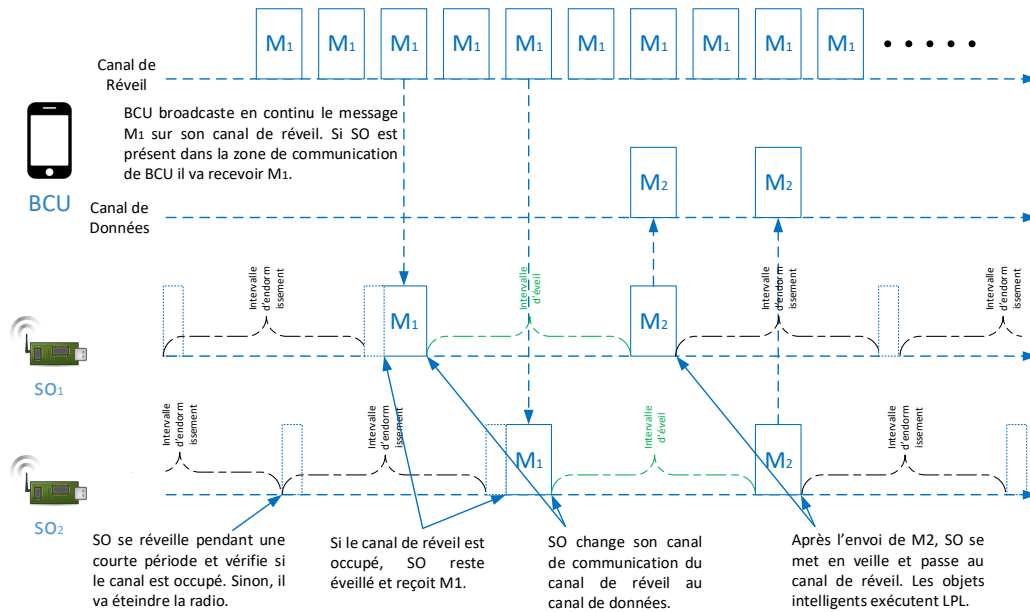 M1 M1 M1 M1 M1 M1 M1 M1 M1 M1 • • • • •
Canal de
Réveil
BCU broadcaste en continu le message
M1 sur son canal de réveil. Si SO est
présent dans la zone de communication
de BCU il va recevoir M1.
BCU
M2 M2
Canal de
Données
Intervalle
d'endorm
issement
Intervalle
d'éveil
Intervalle
d'endorm
issement
Intervalle
d'endorm
issement
M1 M2
SO1
Intervalle
d'endorm
issement
Intervalle
d'endorm
issement
Intervalle
d'éveil
Intervalle
d'endorm
issement
M1 M2
SO2
SO se réveille pendant une
courte période et vérifie si
le canal est occupé. Sinon, il
va éteindre la radio.
Si le canal de réveil est
occupé, SO reste
éveillé et reçoit M1.
SO change son canal
de communication du
canal de réveil au
canal de données.
Après l'envoi de M2, SO se
met en veille et passe au
canal de réveil. Les objets
intelligents exécutent LPL.